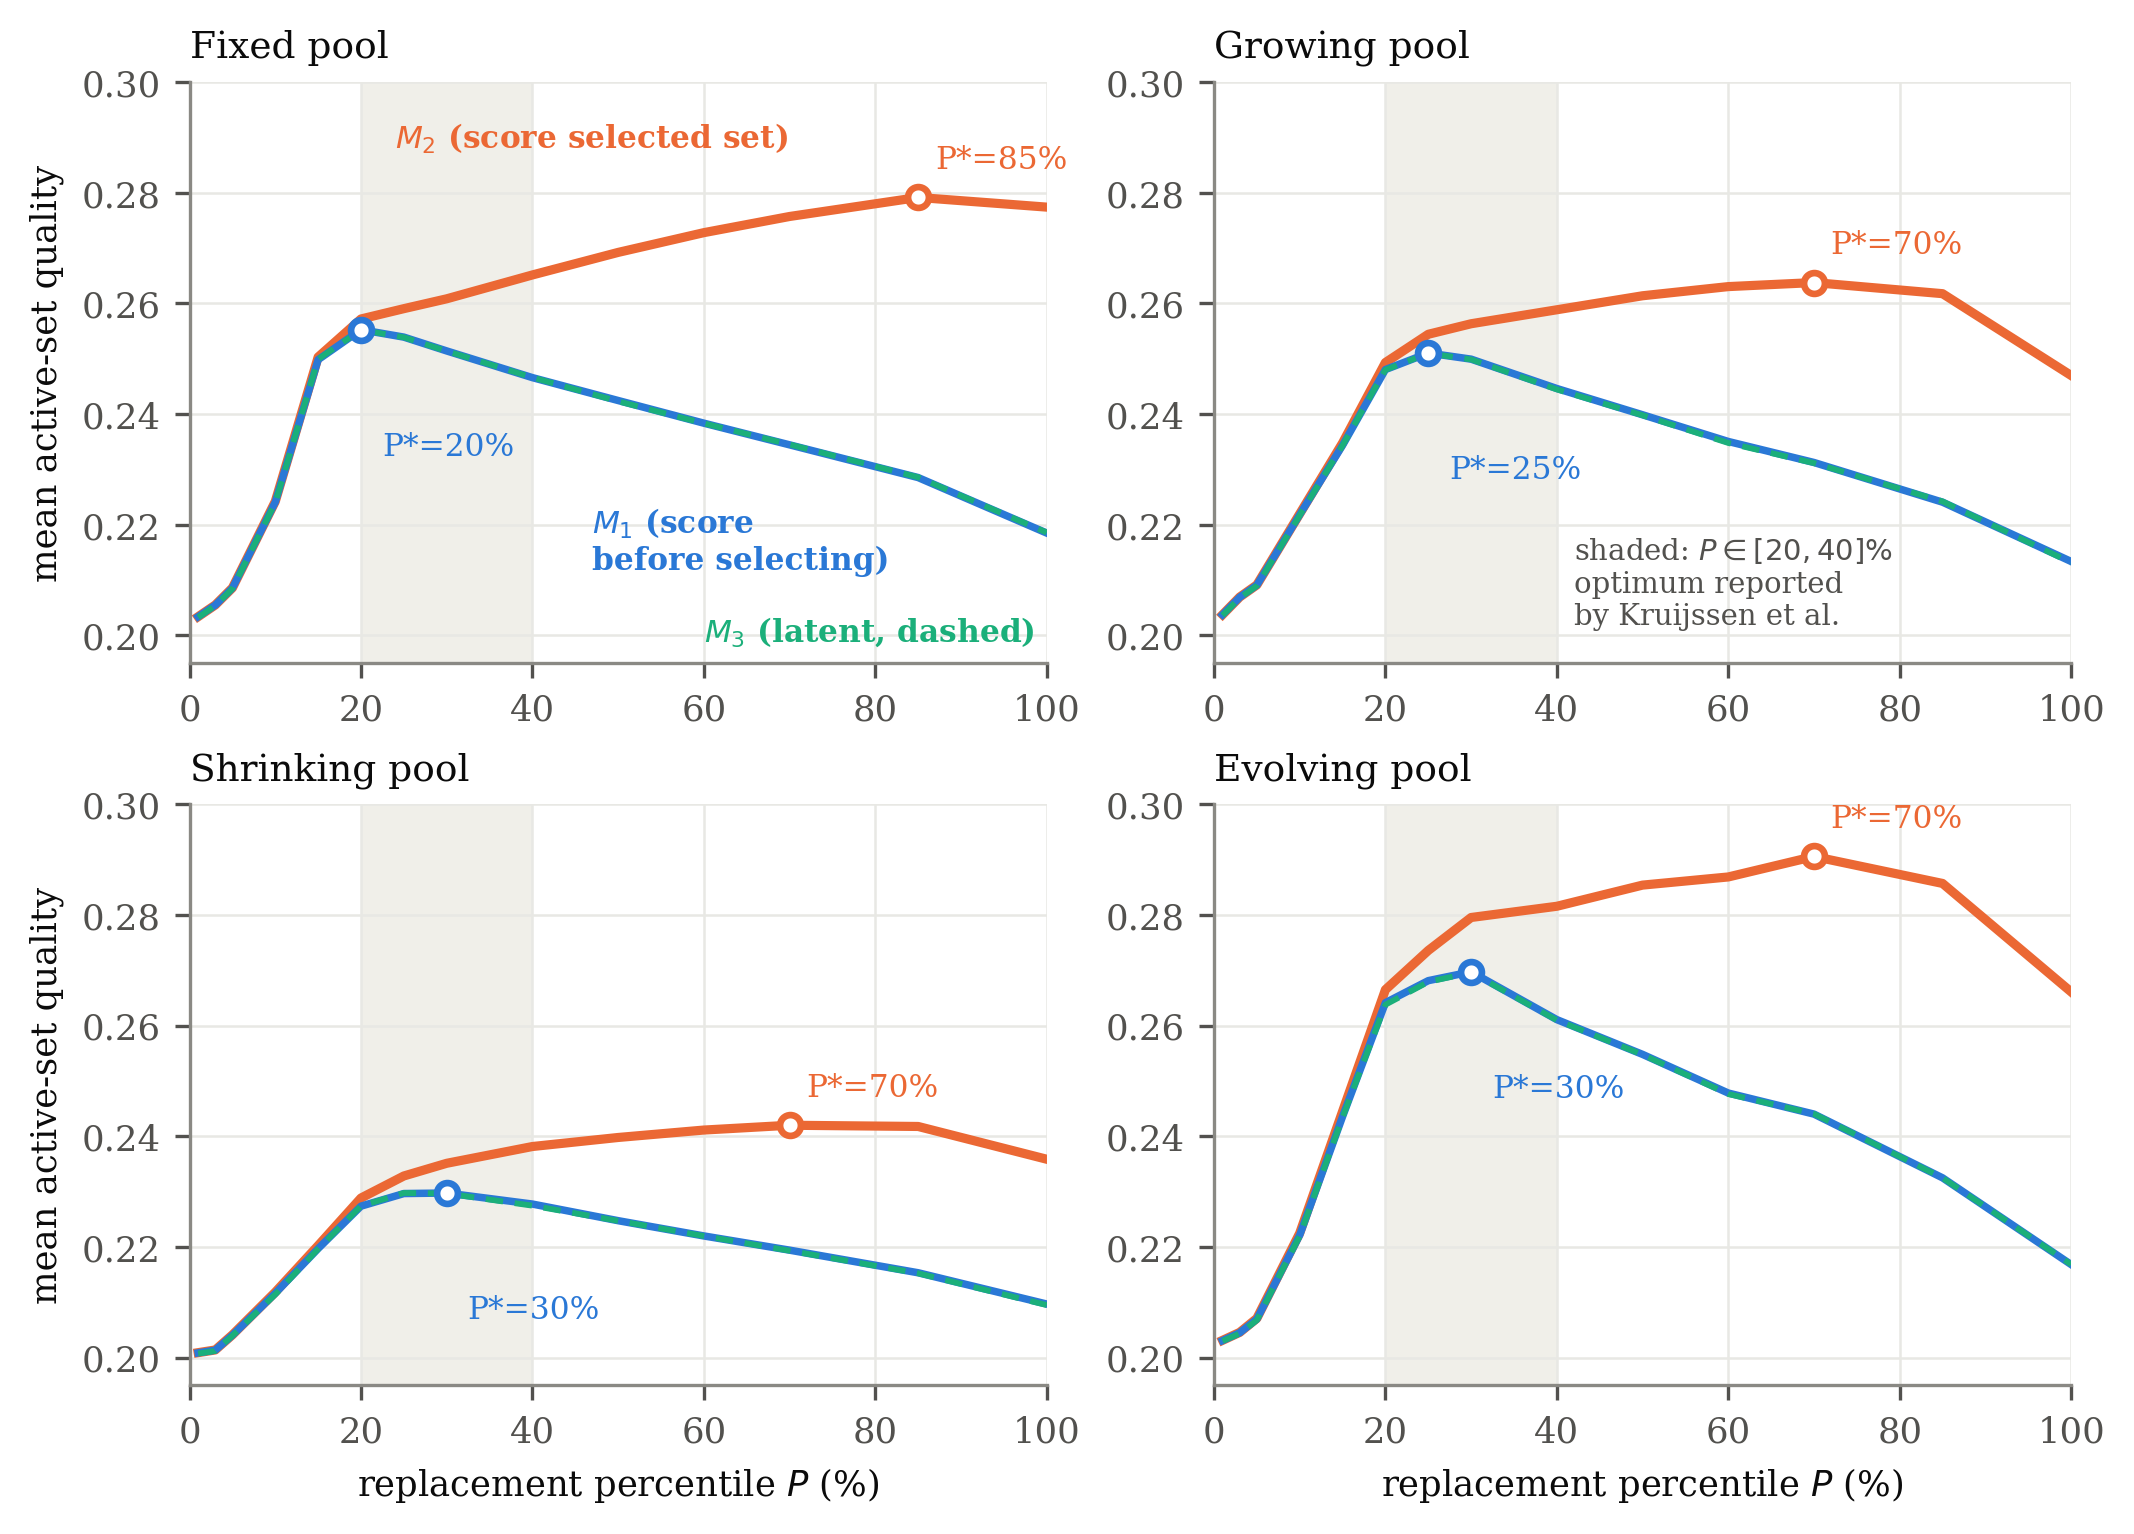 Fixed pool
0.30
0.28
0.26
0.24
0.22
0.20
mean active-set quality
M₂ (score selected set)
P*=85%
P*=20%
M₁ (score
before selecting)
M₃ (latent, dashed)
0 20 40 60 80 100
Growing pool
0.30
0.28
0.26
0.24
0.22
0.20
P*=70%
P*=25%
shaded: P ∈ [20, 40]%
optimum reported
by Kruijssen et al.
0 20 40 60 80 100
Shrinking pool
0.30
0.28
0.26
0.24
0.22
0.20
mean active-set quality
P*=70%
P*=30%
0 20 40 60 80 100
replacement percentile P (%)
Evolving pool
0.30
0.28
0.26
0.24
0.22
0.20
P*=70%
P*=30%
0 20 40 60 80 100
replacement percentile P (%)